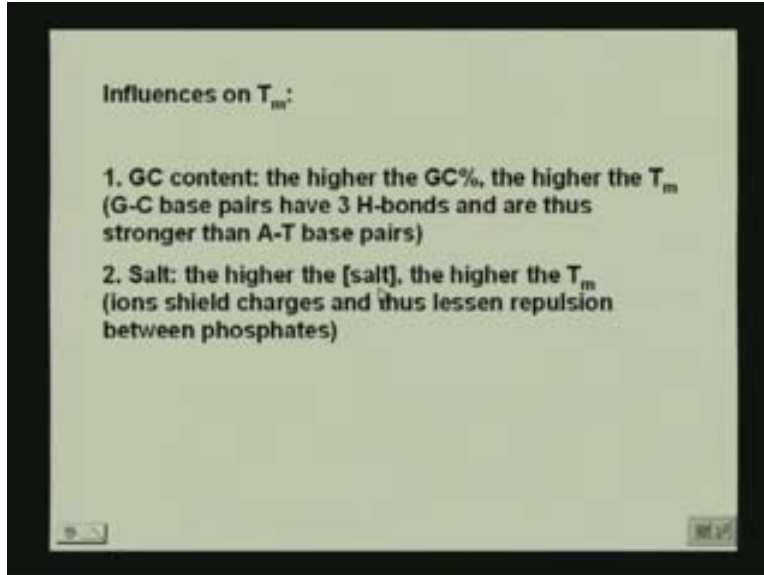 Influences on Tm:
1. GC content: the higher the GC%, the higher the Tm
(G-C base pairs have 3 H-bonds and are thus
stronger than A-T base pairs)
2. Salt: the higher the [salt], the higher the Tm
(ions shield charges and thus lessen repulsion
between phosphates)